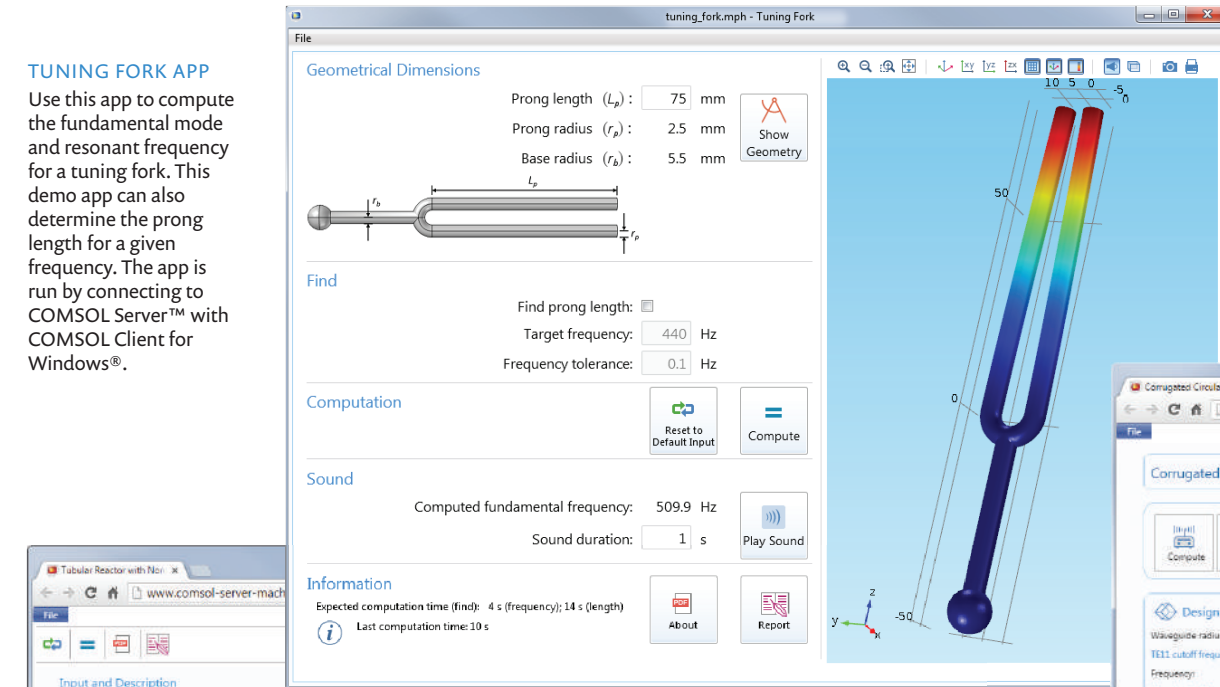 TUNING FORK APP
Use this app to compute
the fundamental mode
and resonant frequency
for a tuning fork. This
demo app can also
determine the prong
length for a given
frequency. The app is
run by connecting to
COMSOL Server™ with
COMSOL Client for
Windows®.
tuning_fork.mph - Tuning Fork
File
Geometrical Dimensions
Prong length (Lp) : 75 mm
Prong radius (rp) : 2.5 mm
Base radius (rb) : 5.5 mm
Show
Geometry
Lp
rb
rp
Find
Find prong length:
Target frequency: 440 Hz
Frequency tolerance: 0.1 Hz
Computation
Reset to
Default Input
Compute
Sound
Computed fundamental frequency: 509.9 Hz
Sound duration: 1 s
Play Sound
Information
Expected computation time (find): 4 s (frequency); 14 s (length)
Last computation time: 10 s
PDF
About
Report
xy yz zx
10 5 0 -5
0
50
0
-50
z
y
x
Tubular Reactor with Non
www.comsol-server-mach
File
PDF
Input and Description
Corrugated Circula
File
Corrugated
Compute
Design
Waveguide radiu
TE11 cutoff frequ
Frequency: